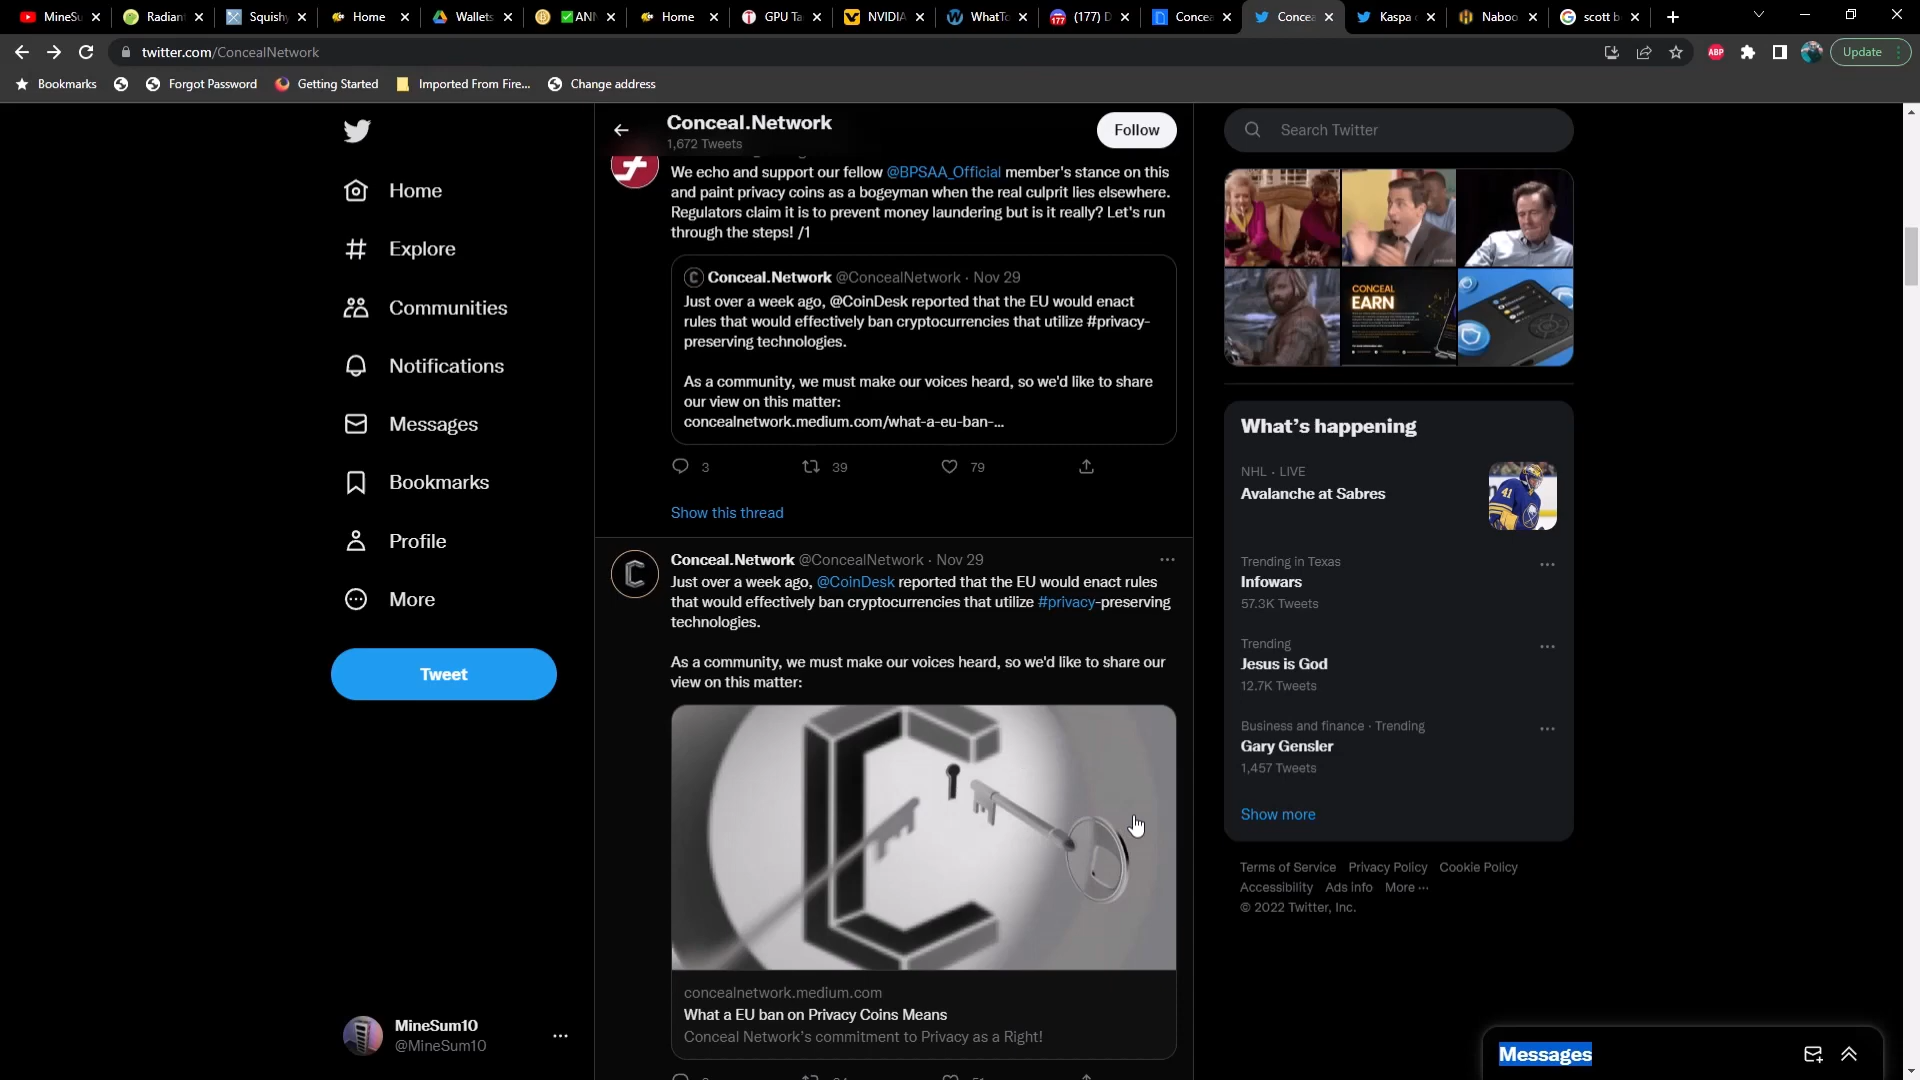 MineSu
Radian
Squishy
Home
Wallets
ANN
Home
GPU Ta
NVIDIA
WhatTo
(177) D
Concea
Concea
Kaspa
Naboo
scott b
twitter.com/ConcealNetwork
ABP
Update
Bookmarks
Forgot Password
Getting Started
Imported From Fire...
Change address
Home
Explore
Communities
Notifications
Messages
Bookmarks
Profile
More
Tweet
MineSum10
@MineSum10
Conceal.Network
1,672 Tweets
Follow
We echo and support our fellow @BPSAA_Official member's stance on this
and paint privacy coins as a bogeyman when the real culprit lies elsewhere.
Regulators claim it is to prevent money laundering but is it really? Let's run
through the steps! /1
Conceal.Network @ConcealNetwork · Nov 29
Just over a week ago, @CoinDesk reported that the EU would enact
rules that would effectively ban cryptocurrencies that utilize #privacy-
preserving technologies.
As a community, we must make our voices heard, so we'd like to share
our view on this matter:
concealnetwork.medium.com/what-a-eu-ban-...
3 39 79
Show this thread
Conceal.Network @ConcealNetwork · Nov 29
Just over a week ago, @CoinDesk reported that the EU would enact rules
that would effectively ban cryptocurrencies that utilize #privacy-preserving
technologies.
As a community, we must make our voices heard, so we'd like to share our
view on this matter:
concealnetwork.medium.com
What a EU ban on Privacy Coins Means
Conceal Network's commitment to Privacy as a Right!
Search Twitter
CONCEAL
EARN
41
What's happening
NHL · LIVE
Avalanche at Sabres
Trending in Texas
Infowars
57.3K Tweets
Trending
Jesus is God
12.7K Tweets
Business and finance · Trending
Gary Gensler
1,457 Tweets
Show more
Terms of Service Privacy Policy Cookie Policy
Accessibility Ads info More ···
© 2022 Twitter, Inc.
Messages